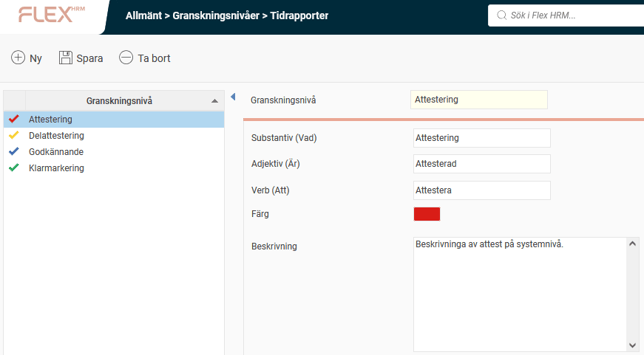 FLEX HRM
Allmänt > Granskningsnivåer > Tidrapporter
Sök i Flex HRM...
Ny
Spara
Ta bort
Granskningsnivå
Attestering
Delattestering
Godkännande
Klarmarkering
Granskningsnivå
Attestering
Substantiv (Vad)
Attestering
Adjektiv (Är)
Attesterad
Verb (Att)
Attestera
Färg
Beskrivning
Beskrivninga av attest på systemnivå.